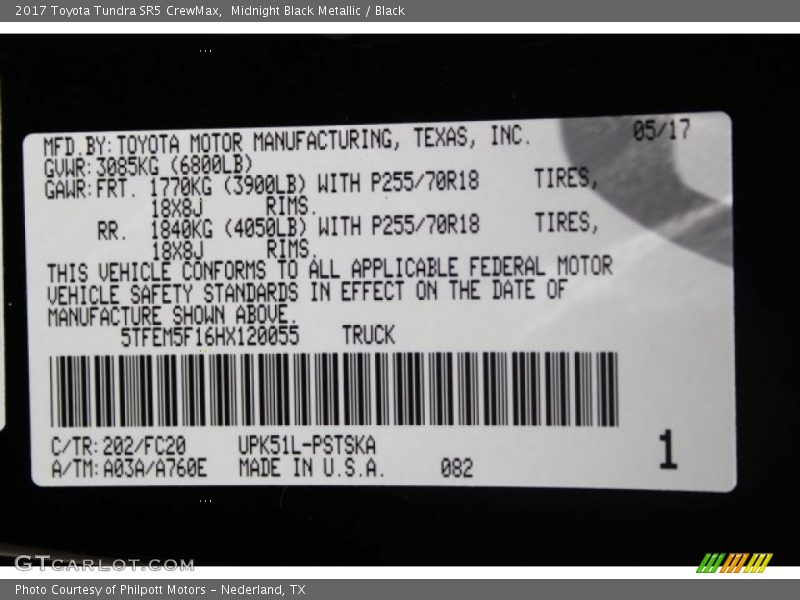 2017 Toyota Tundra SR5 CrewMax, Midnight Black Metallic / Black
MFD.BY:TOYOTA MOTOR MANUFACTURING, TEXAS, INC. 05/17
GVWR:3085KG (6800LB)
GAWR:FRT. 1770KG (3900LB) WITH P255/70R18 TIRES,
18X8J RIMS.
RR. 1840KG (4050LB) WITH P255/70R18 TIRES,
18X8J RIMS.
THIS VEHICLE CONFORMS TO ALL APPLICABLE FEDERAL MOTOR
VEHICLE SAFETY STANDARDS IN EFFECT ON THE DATE OF
MANUFACTURE SHOWN ABOVE.
5TFEM5F16HX120055 TRUCK
C/TR:202/FC20 UPK51L-PSTSKA
A/TM:A03A/A760E MADE IN U.S.A. 082 1
GTCARLOT.COM
Photo Courtesy of Philpott Motors - Nederland, TX